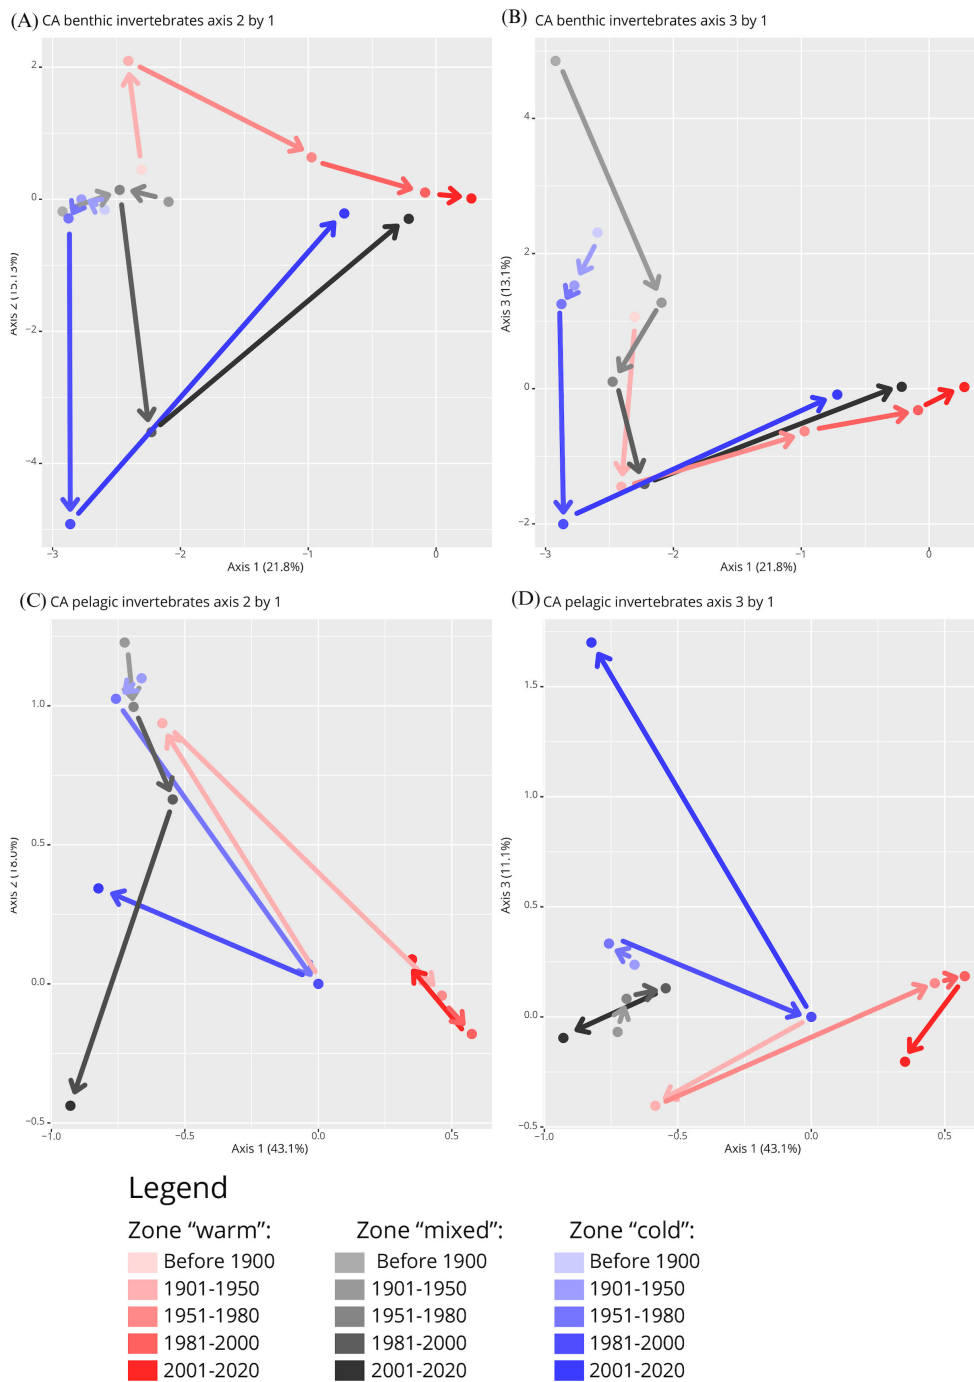 (A) CA benthic invertebrates axis 2 by 1
2
0
−2
−4
−3 −2 −1 0
Axis 1 (21.8%)
(B) CA benthic invertebrates axis 3 by 1
Axis 3 (13.1%)
4
2
0
−2
−3 −2 −1 0
Axis 1 (21.8%)
(C) CA pelagic invertebrates axis 2 by 1
1.0
0.5
0.0
−0.5
−1.0 −0.5 0.0 0.5
Axis 1 (43.1%)
(D) CA pelagic invertebrates axis 3 by 1
Axis 3 (11.1%)
1.5
1.0
0.5
0.0
−0.5
−1.0 −0.5 0.0 0.5
Axis 1 (43.1%)
Legend
Zone “warm”: Zone “mixed”: Zone “cold”:
Before 1900 Before 1900 Before 1900
1901-1950 1901-1950 1901-1950
1951-1980 1951-1980 1951-1980
1981-2000 1981-2000 1981-2000
2001-2020 2001-2020 2001-2020